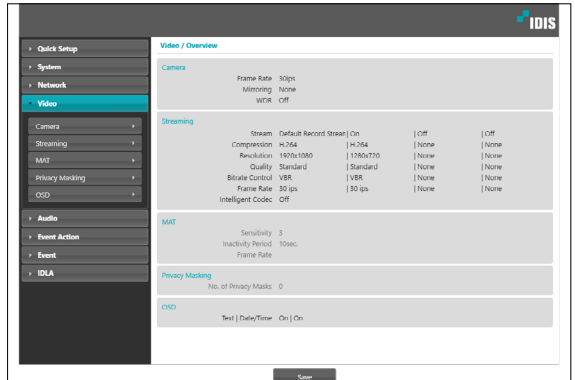 IDIS
Quick Setup
System
Network
Video
Camera
Streaming
MAT
Privacy Masking
OSD
Audio
Event Action
Event
IDLA
Video / Overview
Camera
Frame Rate 30ips
Mirroring None
WDR Off
Streaming
Stream Default Record Stream | On | Off | Off
Compression H.264 | H.264 | None | None
Resolution 1920x1080 | 1280x720 | None | None
Quality Standard | Standard | None | None
Bitrate Control VBR | VBR | None | None
Frame Rate 30 ips | 30 ips | None | None
Intelligent Codec Off
MAT
Sensitivity 5
Inactivity Period 10sec.
Frame Rate
Privacy Masking
No. of Privacy Masks 0
OSD
Text | Date/Time On | On
Save